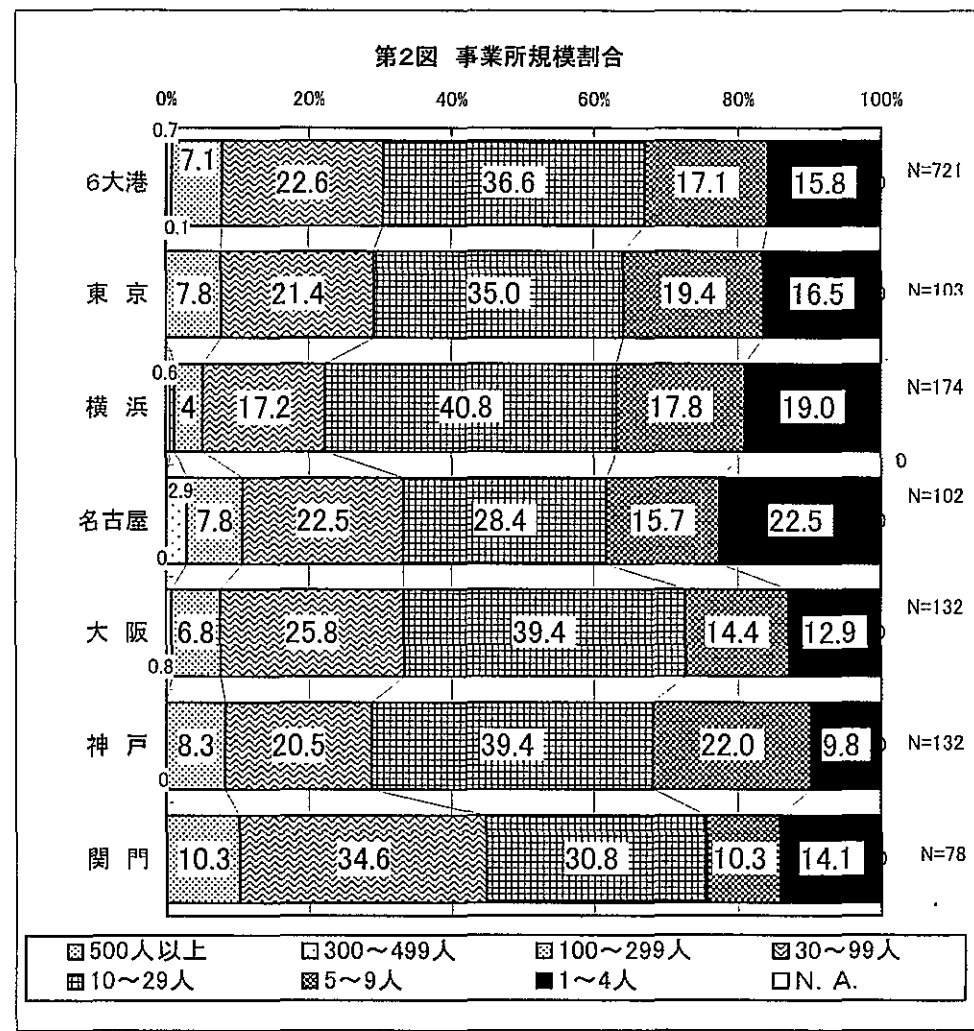 第2図 事業所規模割合
0% 20% 40% 60% 80% 100%
0.7
6大港 7.1 22.6 36.6 17.1 15.8 0 N=721
0.1
東 京 7.8 21.4 35.0 19.4 16.5 0 N=103
0.6
横 浜 4 17.2 40.8 17.8 19.0 N=174
0
2.9
名古屋 7.8 22.5 28.4 15.7 22.5 0 N=102
0
大 阪 6.8 25.8 39.4 14.4 12.9 0 N=132
0.8
神 戸 8.3 20.5 39.4 22.0 9.8 0 N=132
0
関 門 10.3 34.6 30.8 10.3 14.1 0 N=78
500人以上 300～499人 100～299人 30～99人
10～29人 5～9人 1～4人 N. A.